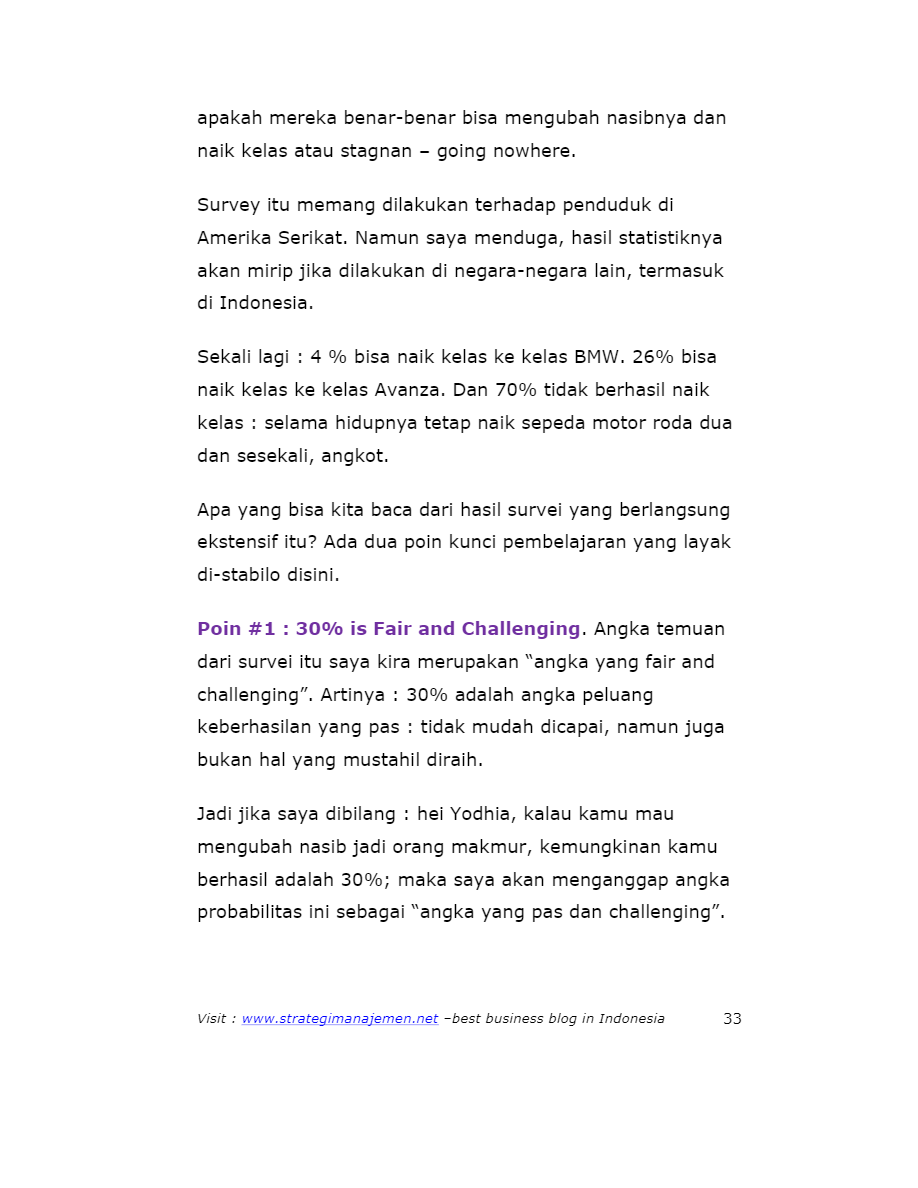 apakah mereka benar-benar bisa mengubah nasibnya dan
naik kelas atau stagnan – going nowhere.
Survey itu memang dilakukan terhadap penduduk di
Amerika Serikat. Namun saya menduga, hasil statistiknya
akan mirip jika dilakukan di negara-negara lain, termasuk
di Indonesia.
Sekali lagi : 4 % bisa naik kelas ke kelas BMW. 26% bisa
naik kelas ke kelas Avanza. Dan 70% tidak berhasil naik
kelas : selama hidupnya tetap naik sepeda motor roda dua
dan sesekali, angkot.
Apa yang bisa kita baca dari hasil survei yang berlangsung
ekstensif itu? Ada dua poin kunci pembelajaran yang layak
di-stabilo disini.
Poin #1 : 30% is Fair and Challenging. Angka temuan
dari survei itu saya kira merupakan “angka yang fair and
challenging”. Artinya : 30% adalah angka peluang
keberhasilan yang pas : tidak mudah dicapai, namun juga
bukan hal yang mustahil diraih.
Jadi jika saya dibilang : hei Yodhia, kalau kamu mau
mengubah nasib jadi orang makmur, kemungkinan kamu
berhasil adalah 30%; maka saya akan menganggap angka
probabilitas ini sebagai “angka yang pas dan challenging”.
Visit : www.strategimanajemen.net –best business blog in Indonesia 33